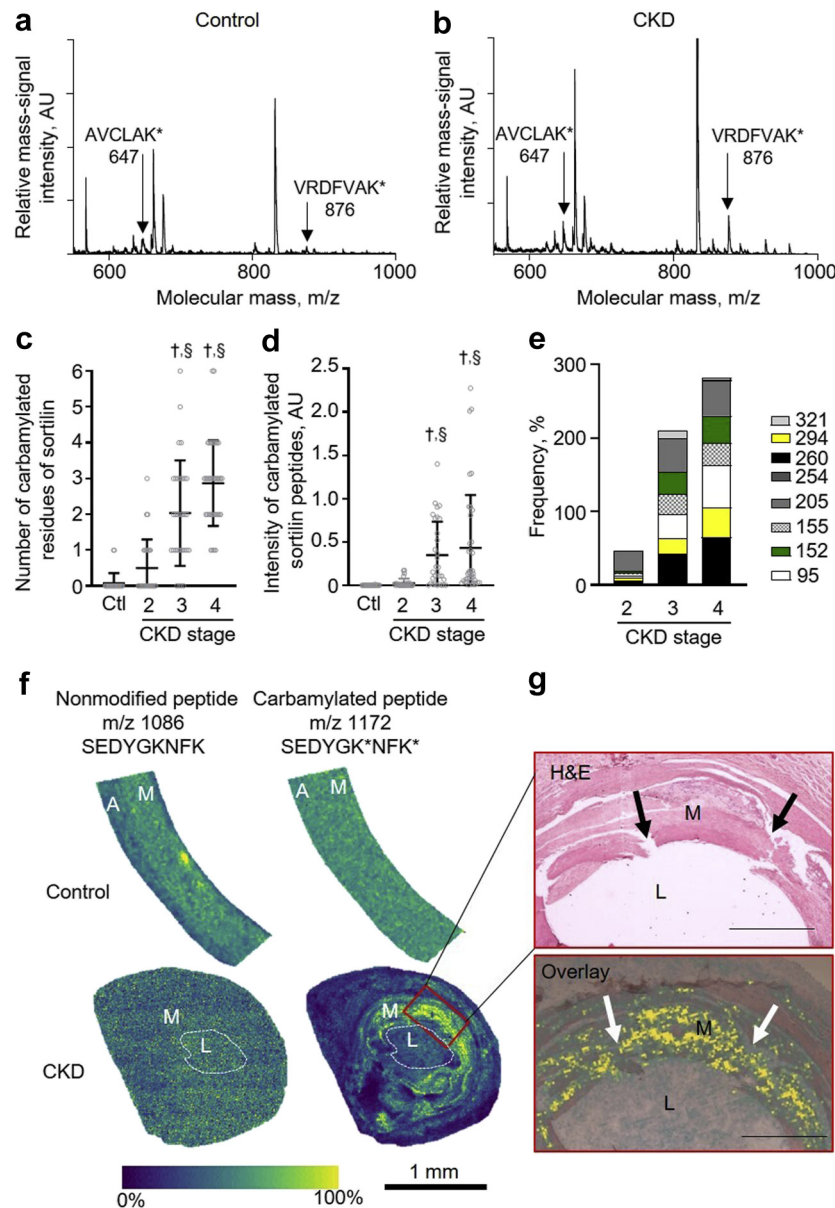 a
Control
Relative mass-signal
intensity, AU
AVCLAK*
647
VRDFVAK*
876
600
800
1000
Molecular mass, m/z
b
CKD
Relative mass-signal
intensity, AU
AVCLAK*
647
VRDFVAK*
876
600
800
1000
Molecular mass, m/z
c
Number of carbamylated
residues of sortilin
6
5
4
3
2
1
0
†,§
†,§
Ctl
2
3
4
CKD stage
d
Intensity of carbamylated
sortilin peptides, AU
2.5
2.0
1.5
1.0
0.5
0
†,§
†,§
Ctl
2
3
4
CKD stage
e
Frequency, %
300
200
100
0
2
3
4
CKD stage
321
294
260
254
205
155
152
95
f
Nonmodified peptide
m/z 1086
SEDYGKNFK
Carbamylated peptide
m/z 1172
SEDYGK*NFK*
A
M
A
M
Control
M
L
M
L
CKD
0%
100%
1 mm
g
H&E
M
L
Overlay
M
L